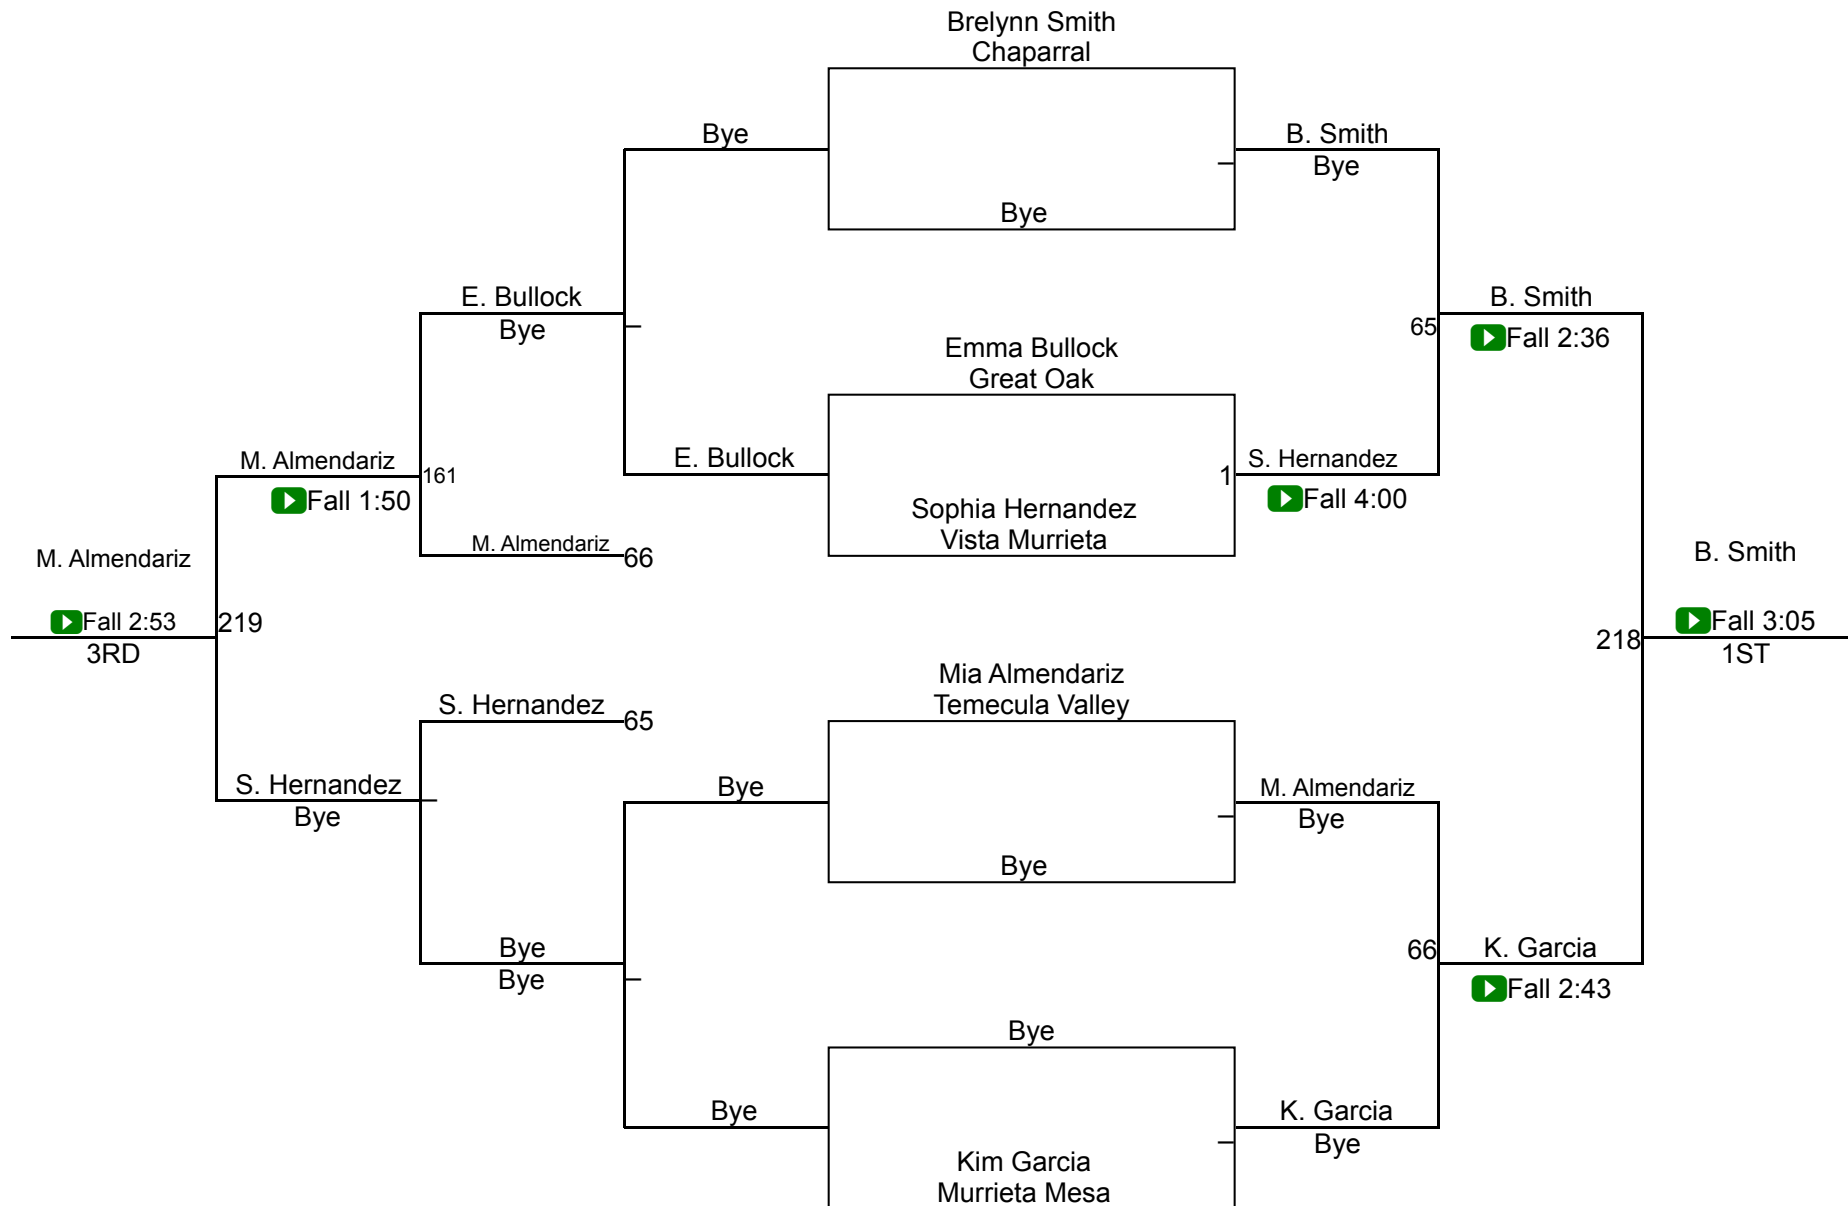 Brelynn Smith
Chaparral
Bye
B. Smith
Bye
Bye
E. Bullock
Bye
B. Smith
65
Fall 2:36
Emma Bullock
Great Oak
M. Almendariz
161
E. Bullock
1
S. Hernandez
Fall 1:50
Fall 4:00
Sophia Hernandez
Vista Murrieta
M. Almendariz
66
M. Almendariz
B. Smith
Fall 2:53
219
3RD
Fall 3:05
218
1ST
Mia Almendariz
Temecula Valley
S. Hernandez
65
S. Hernandez
Bye
Bye
M. Almendariz
Bye
Bye
Bye
Bye
66
K. Garcia
Fall 2:43
Bye
Bye
K. Garcia
Bye
Kim Garcia
Murrieta Mesa